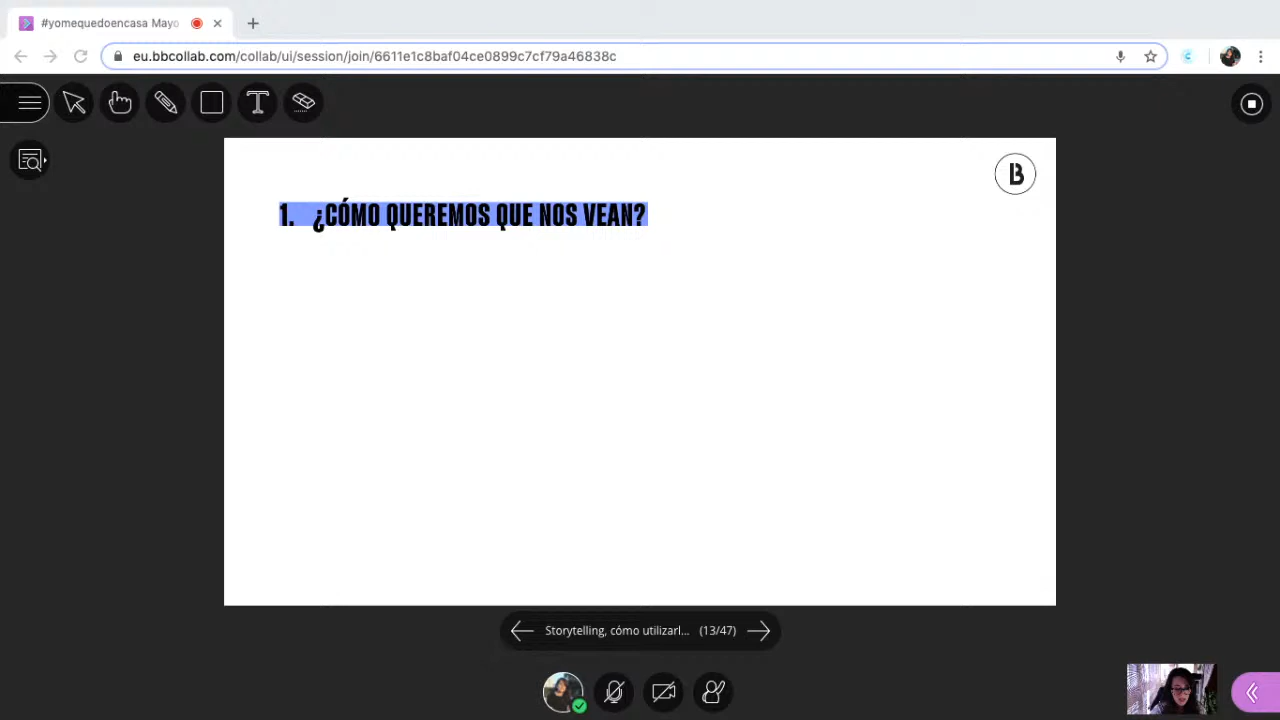 #yomequedoencasa Mayo
eu.bbcollab.com/collab/ui/session/join/6611e1c8baf04ce0899c7cf79a46838c
B
1. ¿CÓMO QUEREMOS QUE NOS VEAN?
Storytelling, cómo utilizarl... (13/47)